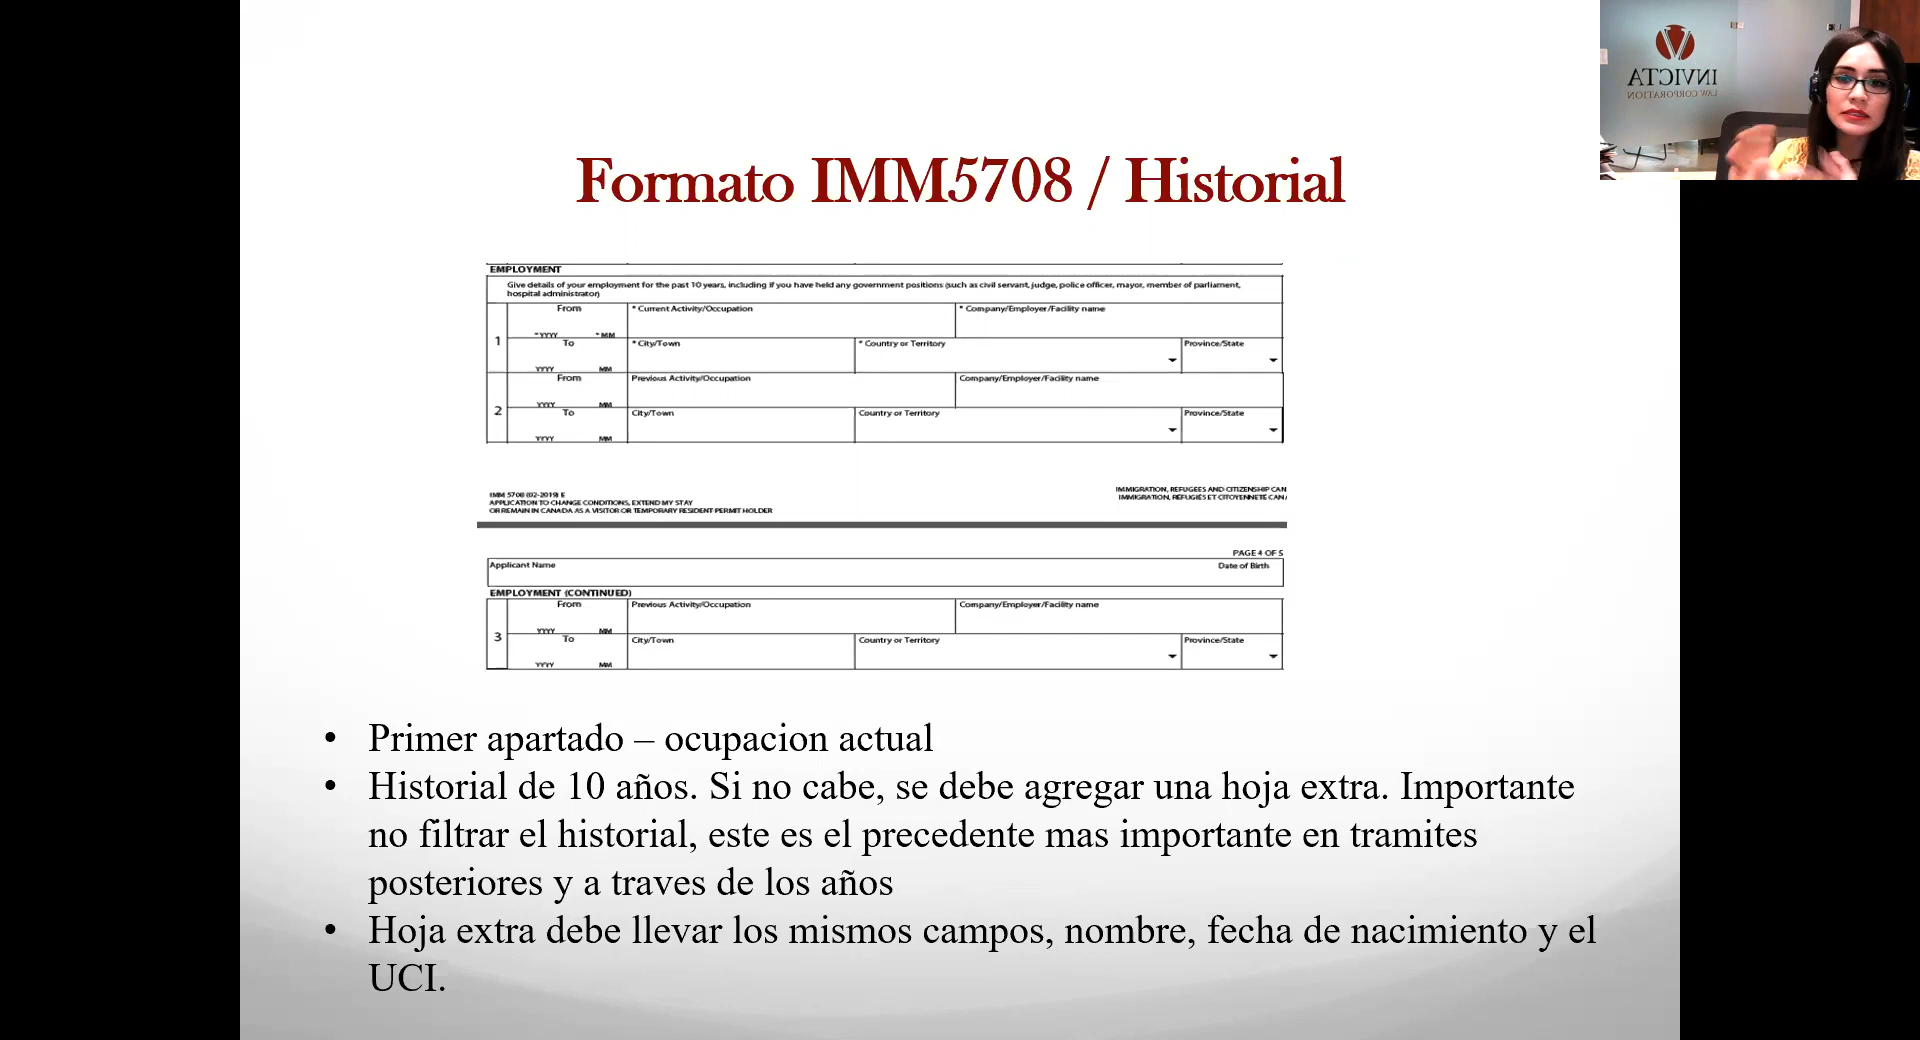 INVICTA
LAW CORPORATION
Formato IMM5708 / Historial
EMPLOYMENT
Give details of your employment for the past 10 years, including if you have held any government positions (such as civil servant, judge, police officer, mayor, member of parliament,
hospital administrator)
1
From
* YYYY * MM
* Current Activity/Occupation
* Company/Employer/Facility name
To
YYYY MM
* City/Town
* Country or Territory
Province/State
2
From
YYYY MM
Previous Activity/Occupation
Company/Employer/Facility name
To
YYYY MM
City/Town
Country or Territory
Province/State
IMM 5708 (02-2019) E
APPLICATION TO CHANGE CONDITIONS, EXTEND MY STAY
OR REMAIN IN CANADA AS A VISITOR OR TEMPORARY RESIDENT PERMIT HOLDER
IMMIGRATION, REFUGEES AND CITIZENSHIP CAN
IMMIGRATION, RÉFUGIÉS ET CITOYENNETÉ CANA
PAGE 4 OF 5
Applicant Name
Date of Birth
EMPLOYMENT (CONTINUED)
3
From
YYYY MM
Previous Activity/Occupation
Company/Employer/Facility name
To
YYYY MM
City/Town
Country or Territory
Province/State
• Primer apartado – ocupacion actual
• Historial de 10 años. Si no cabe, se debe agregar una hoja extra. Importante
no filtrar el historial, este es el precedente mas importante en tramites
posteriores y a traves de los años
• Hoja extra debe llevar los mismos campos, nombre, fecha de nacimiento y el
UCI.